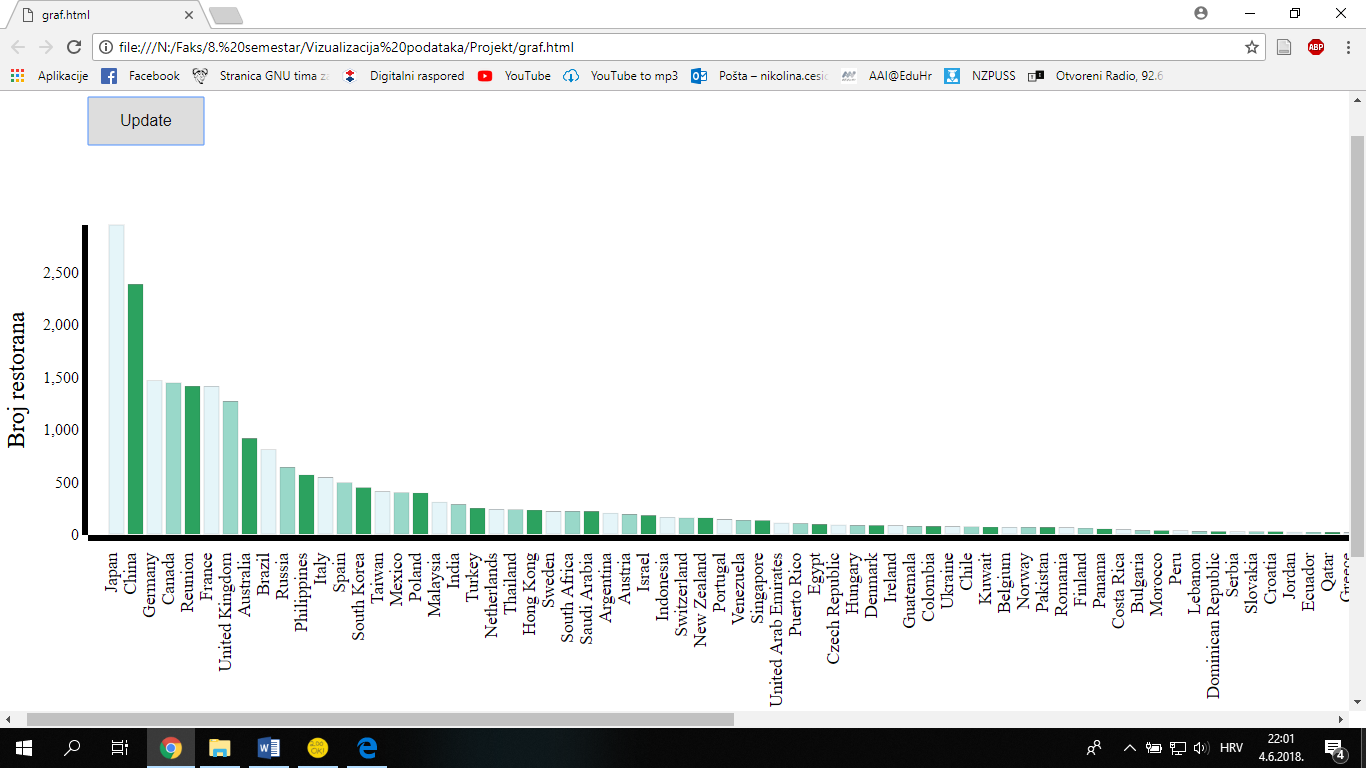 graf.html
file:///N:/Faks/8.%20semestar/Vizualizacija%20podataka/Projekt/graf.html
ABP
Aplikacije Facebook Stranica GNU tima za Digitalni raspored YouTube YouTube to mp3 Pošta – nikolina.cesic AAI@EduHr NZPUSS Otvoreni Radio, 92.6
Update
Broj restorana
2,500
2,000
1,500
1,000
500
0
Japan
China
Germany
Canada
Reunion
France
United Kingdom
Australia
Brazil
Russia
Philippines
Italy
Spain
South Korea
Taiwan
Mexico
Poland
Malaysia
India
Turkey
Netherlands
Thailand
Hong Kong
Sweden
South Africa
Saudi Arabia
Argentina
Austria
Israel
Indonesia
Switzerland
New Zealand
Portugal
Venezuela
Singapore
United Arab Emirates
Puerto Rico
Egypt
Czech Republic
Hungary
Denmark
Ireland
Guatemala
Colombia
Ukraine
Chile
Kuwait
Belgium
Norway
Pakistan
Romania
Finland
Panama
Costa Rica
Bulgaria
Morocco
Peru
Lebanon
Dominican Republic
Serbia
Slovakia
Croatia
Jordan
Ecuador
Qatar
Greece
HRV
22:01
4.6.2018.
4